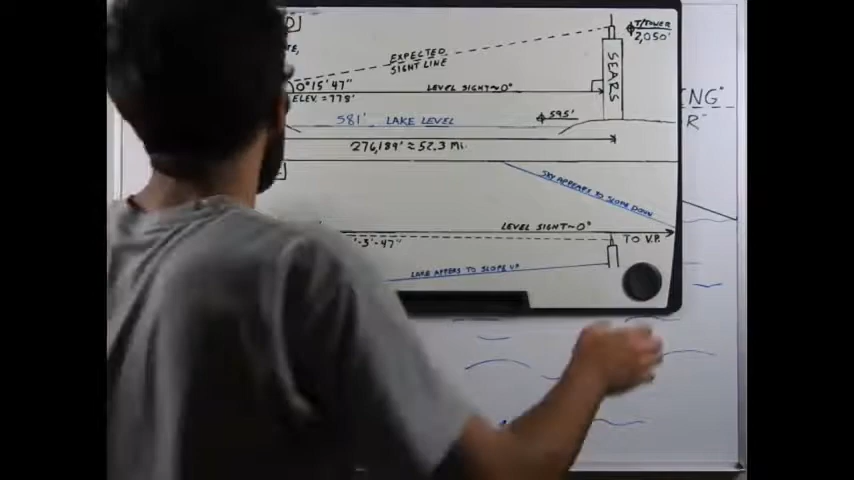 T/TOWER
2,050'
EXPECTED
SIGHT LINE
SEARS
0°15'47"
LEVEL SIGHT~0°
ELEV. = 778'
581' LAKE LEVEL
595'
276,189' ≈ 52.3 MI.
SKY APPEARS TO SLOPE DOWN
LEVEL SIGHT~0°
TO V.P.
LAKE APPERS TO SLOPE UP